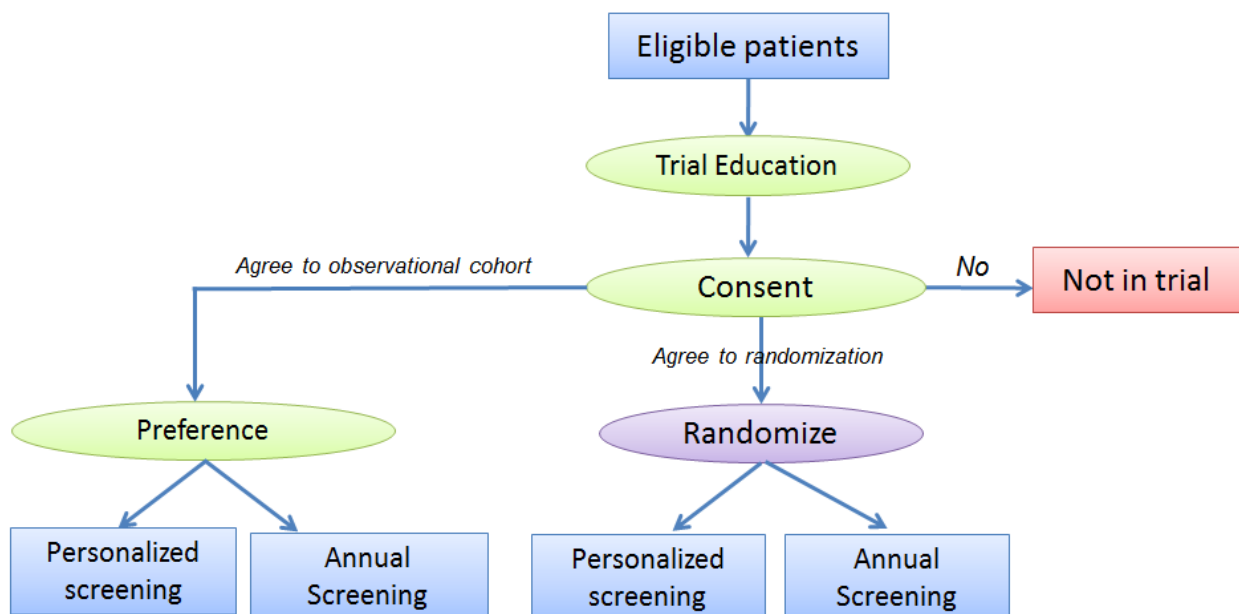 Eligible patients
Trial Education
Agree to observational cohort
Consent
No
Not in trial
Agree to randomization
Preference
Randomize
Personalized
screening
Annual
Screening
Personalized
screening
Annual
Screening